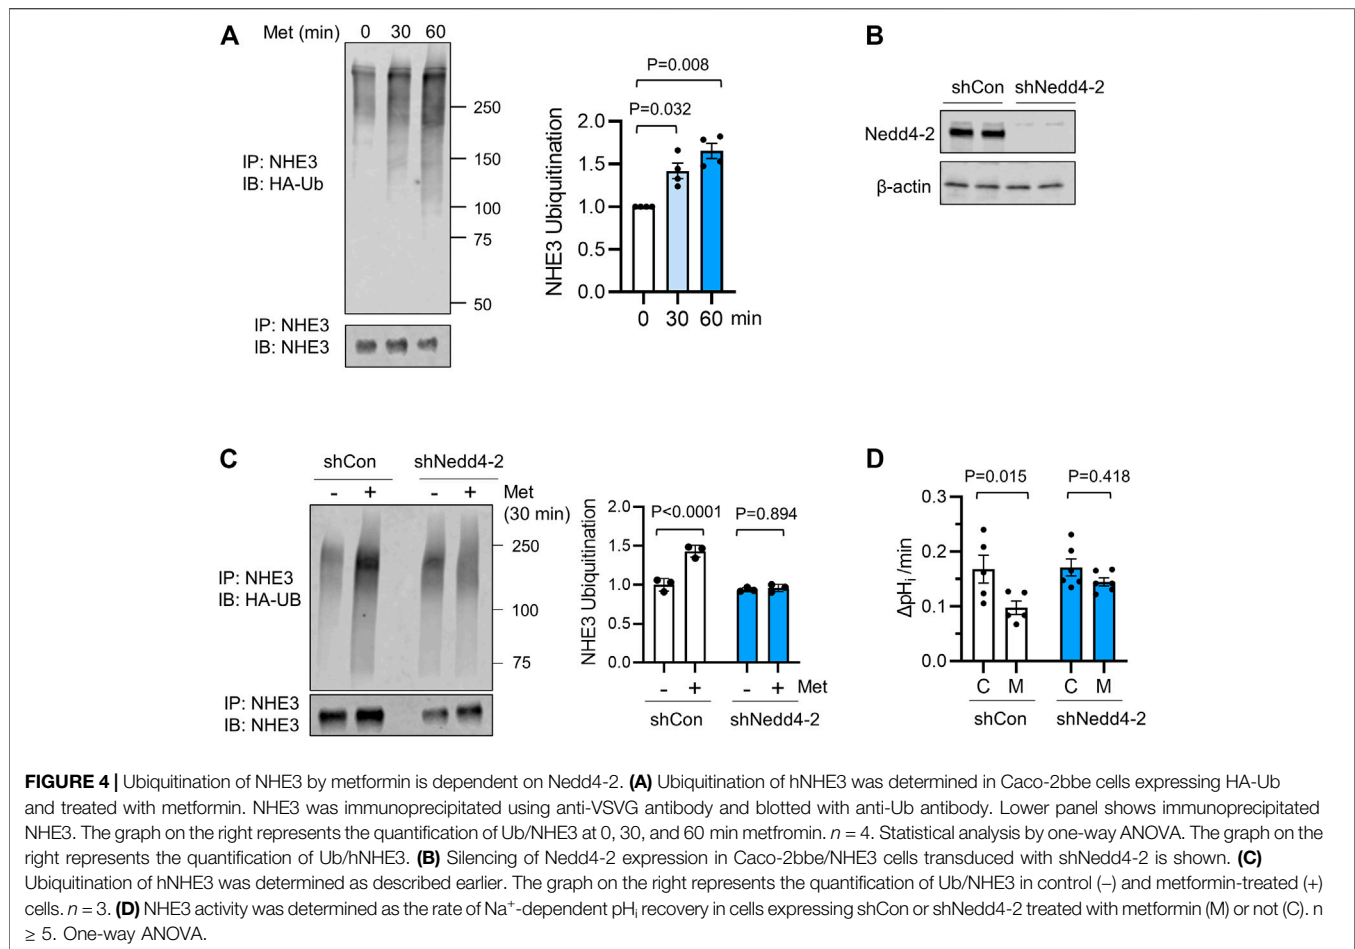 A
Met (min) 0 30 60
250
150
100
75
50
IP: NHE3
IB: HA-Ub
IP: NHE3
IB: NHE3
P=0.008
P=0.032
NHE3 Ubiquitination
2.0
1.5
1.0
0.5
0.0
0 30 60 min
B
shCon shNedd4-2
Nedd4-2
β-actin
C
shCon shNedd4-2
- + - + Met
(30 min)
250
100
75
IP: NHE3
IB: HA-UB
IP: NHE3
IB: NHE3
NHE3 Ubiquitination
2.0
1.5
1.0
0.5
0.0
P<0.0001 P=0.894
- + - + Met
shCon shNedd4-2
D
P=0.015 P=0.418
ΔpHi /min
0.3
0.2
0.1
0.0
C M C M
shCon shNedd4-2
FIGURE 4 | Ubiquitination of NHE3 by metformin is dependent on Nedd4-2. (A) Ubiquitination of hNHE3 was determined in Caco-2bbe cells expressing HA-Ub
and treated with metformin. NHE3 was immunoprecipitated using anti-VSVG antibody and blotted with anti-Ub antibody. Lower panel shows immunoprecipitated
NHE3. The graph on the right represents the quantification of Ub/NHE3 at 0, 30, and 60 min metfromin. n = 4. Statistical analysis by one-way ANOVA. The graph on the
right represents the quantification of Ub/hNHE3. (B) Silencing of Nedd4-2 expression in Caco-2bbe/NHE3 cells transduced with shNedd4-2 is shown. (C)
Ubiquitination of hNHE3 was determined as described earlier. The graph on the right represents the quantification of Ub/NHE3 in control (−) and metformin-treated (+)
cells. n = 3. (D) NHE3 activity was determined as the rate of Na+-dependent pHi recovery in cells expressing shCon or shNedd4-2 treated with metformin (M) or not (C). n
≥ 5. One-way ANOVA.